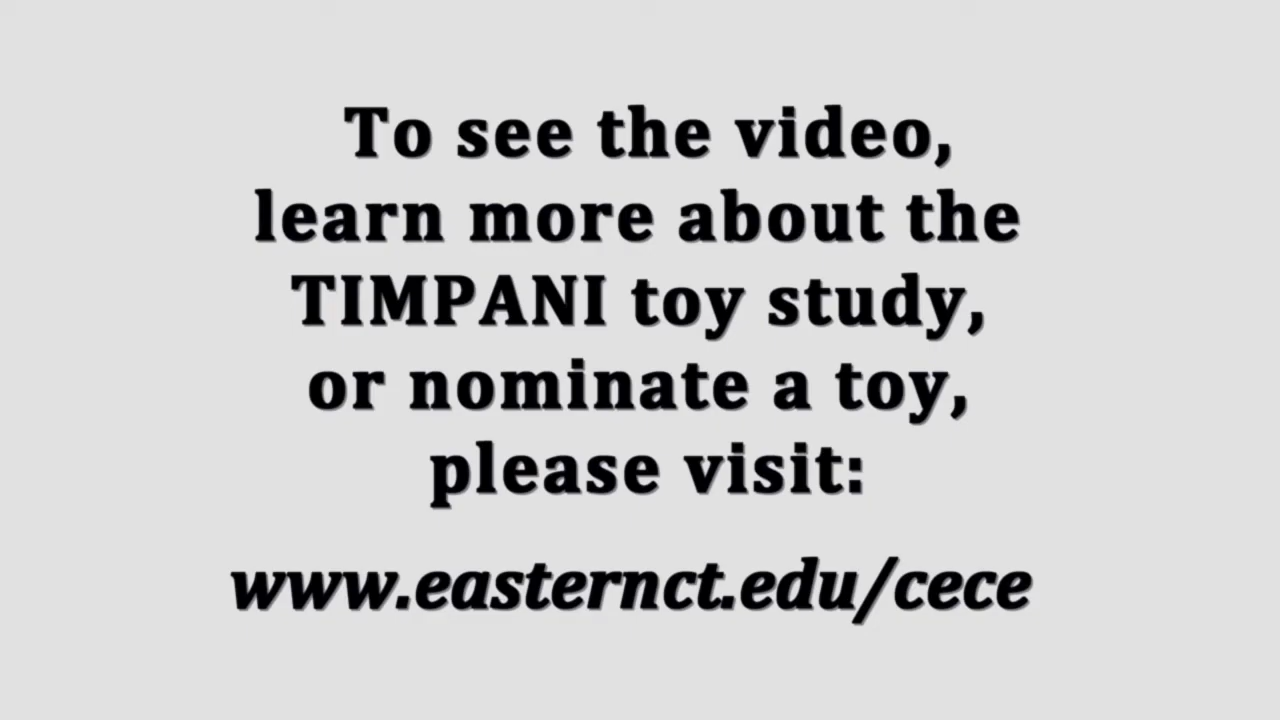 To see the video,
learn more about the
TIMPANI toy study,
or nominate a toy,
please visit:
www.easternct.edu/cece